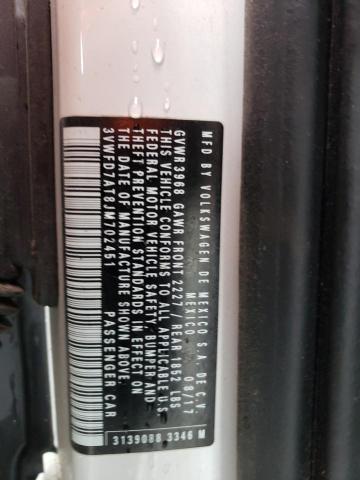 MFD BY VOLKSWAGEN DE MEXICO S.A. DE C.V.
MEXICO 08/17
GVWR 3968 GAWR FRONT 2227// REAR 1852 LBS
THIS VEHICLE CONFORMS TO ALL APPLICABLE U.S.
FEDERAL MOTOR VEHICLE SAFETY, BUMPER AND
THEFT PREVENTION STANDARDS IN EFFECT ON
THE DATE OF MANUFACTURE SHOWN ABOVE.
3VWFD7AT8JM702451 PASSENGER CAR
3139088 3346 M